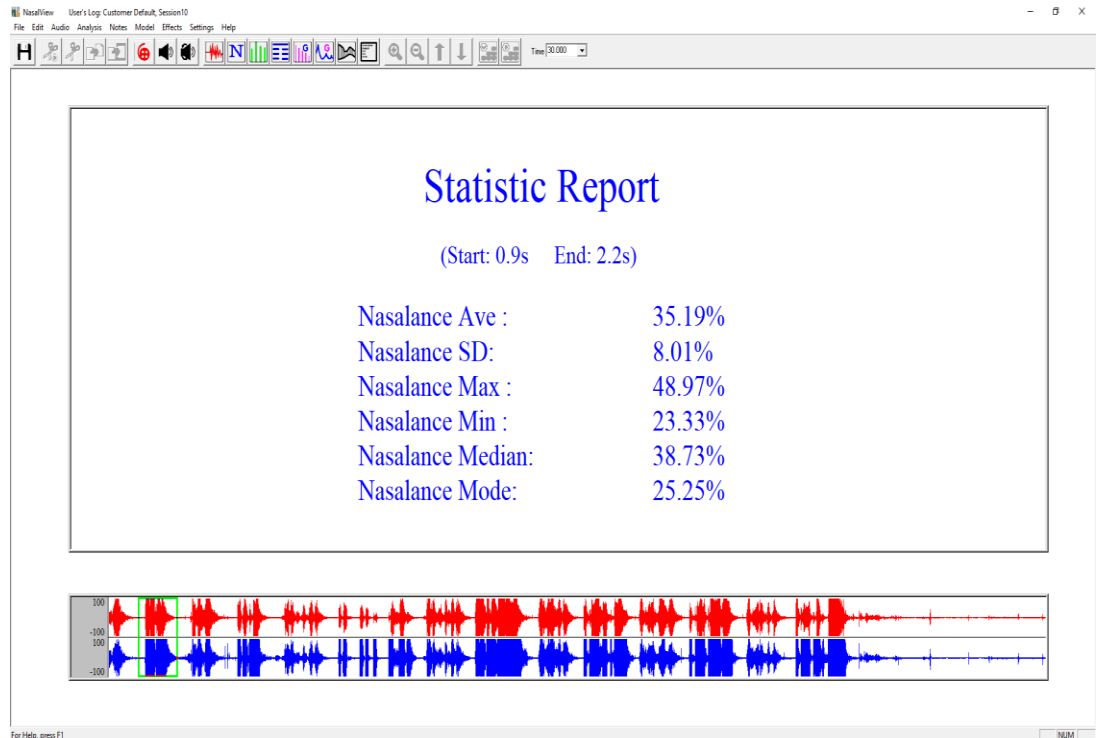 NasalView User's Log: Customer Default, Session10
File Edit Audio Analysis Notes Model Effects Settings Help
H N G G Time 30.000
Statistic Report
(Start: 0.9s End: 2.2s)
Nasalance Ave : 35.19%
Nasalance SD: 8.01%
Nasalance Max : 48.97%
Nasalance Min : 23.33%
Nasalance Median: 38.73%
Nasalance Mode: 25.25%
100
-100
100
-100
For Help, press F1 NUM